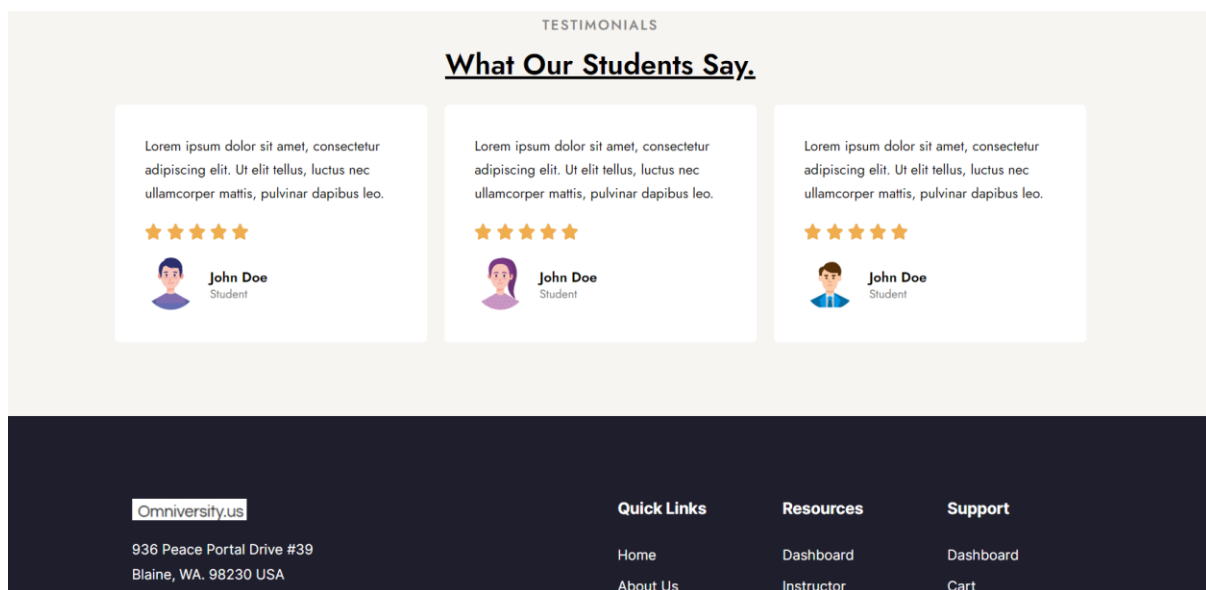 TESTIMONIALS
What Our Students Say.
Lorem ipsum dolor sit amet, consectetur
adipiscing elit. Ut elit tellus, luctus nec
ullamcorper mattis, pulvinar dapibus leo.
John Doe
Student
Lorem ipsum dolor sit amet, consectetur
adipiscing elit. Ut elit tellus, luctus nec
ullamcorper mattis, pulvinar dapibus leo.
John Doe
Student
Lorem ipsum dolor sit amet, consectetur
adipiscing elit. Ut elit tellus, luctus nec
ullamcorper mattis, pulvinar dapibus leo.
John Doe
Student
Omniversity.us
936 Peace Portal Drive #39
Blaine, WA. 98230 USA
Quick Links
Home
About Us
Resources
Dashboard
Instructor
Support
Dashboard
Cart